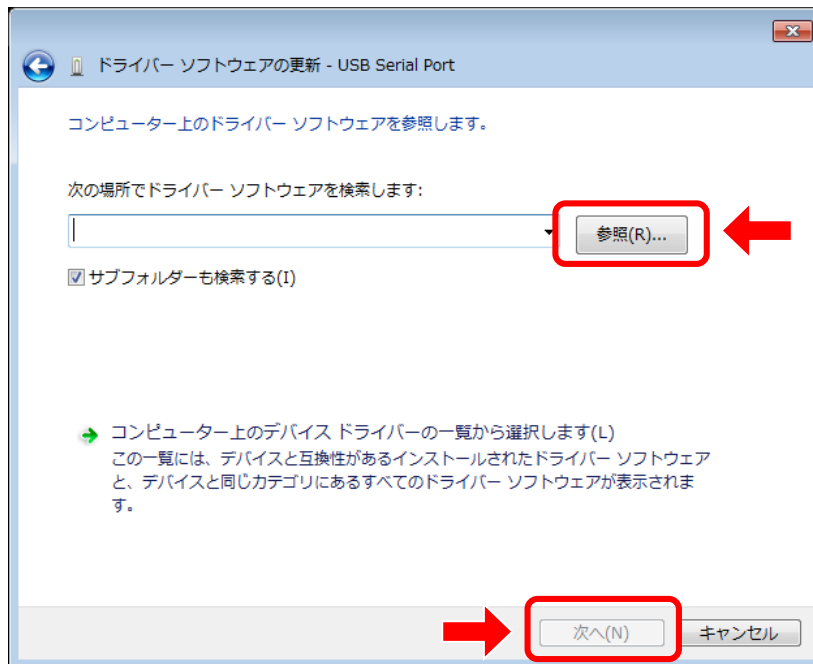 ドライバー ソフトウェアの更新 - USB Serial Port
コンピューター上のドライバー ソフトウェアを参照します。
次の場所でドライバー ソフトウェアを検索します:
参照(R)...
サブフォルダーも検索する(I)
コンピューター上のデバイス ドライバーの一覧から選択します(L)
この一覧には、デバイスと互換性があるインストールされたドライバー ソフトウェア
と、デバイスと同じカテゴリにあるすべてのドライバー ソフトウェアが表示されま
す。
次へ(N)
キャンセル